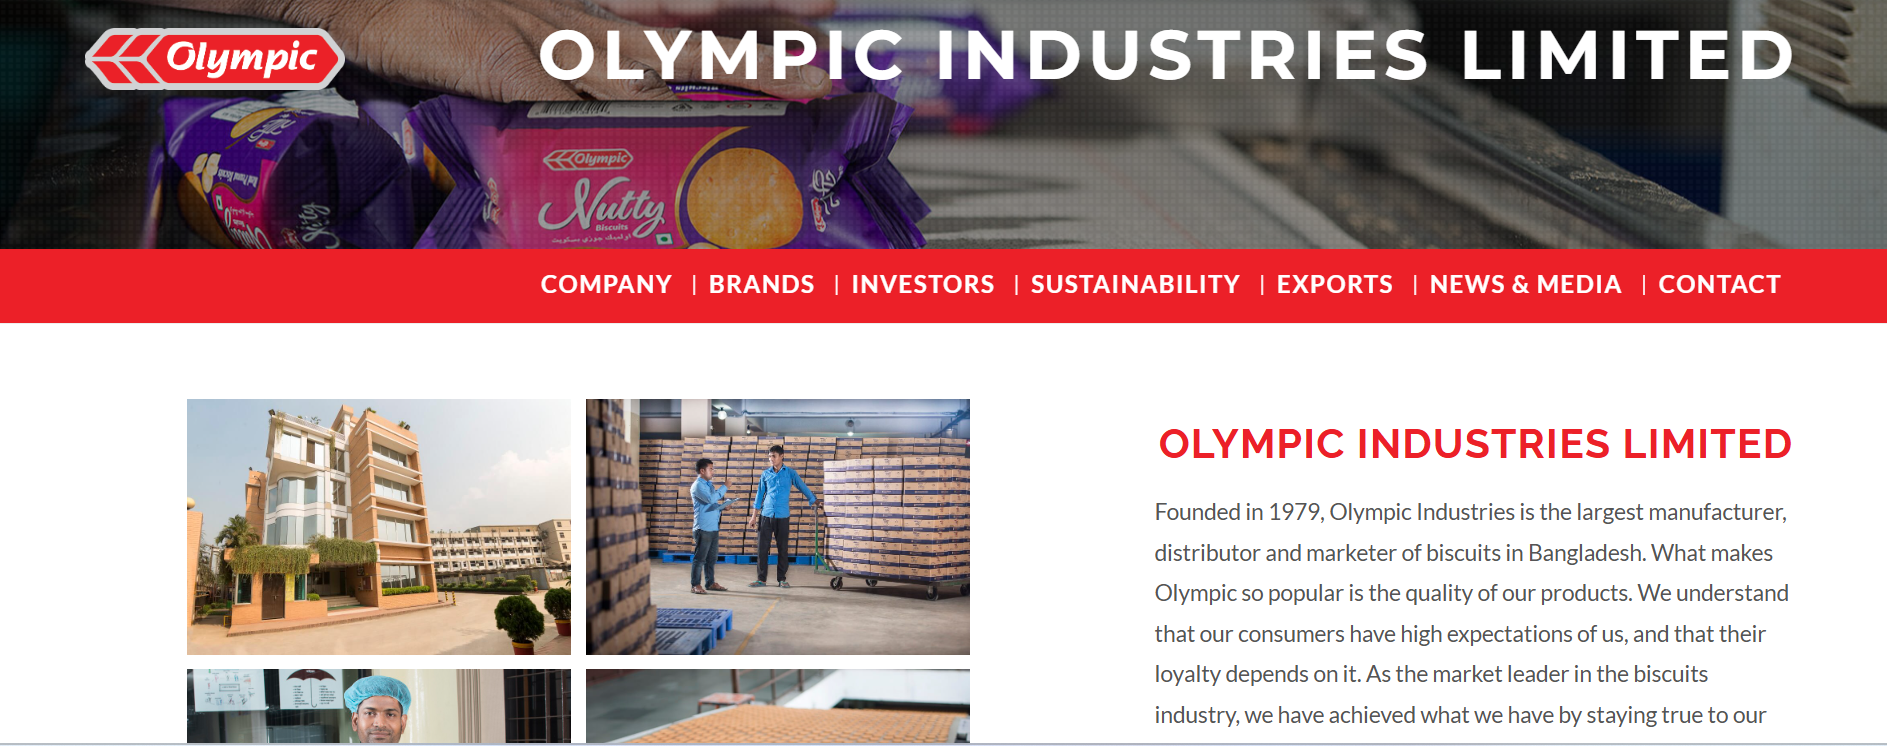 Olympic
OLYMPIC INDUSTRIES LIMITED
Olympic
Nutty
Biscuits
اولمبك جوزي بسكويت
COMPANY | BRANDS | INVESTORS | SUSTAINABILITY | EXPORTS | NEWS & MEDIA | CONTACT
OLYMPIC INDUSTRIES LIMITED
Founded in 1979, Olympic Industries is the largest manufacturer,
distributor and marketer of biscuits in Bangladesh. What makes
Olympic so popular is the quality of our products. We understand
that our consumers have high expectations of us, and that their
loyalty depends on it. As the market leader in the biscuits
industry, we have achieved what we have by staying true to our